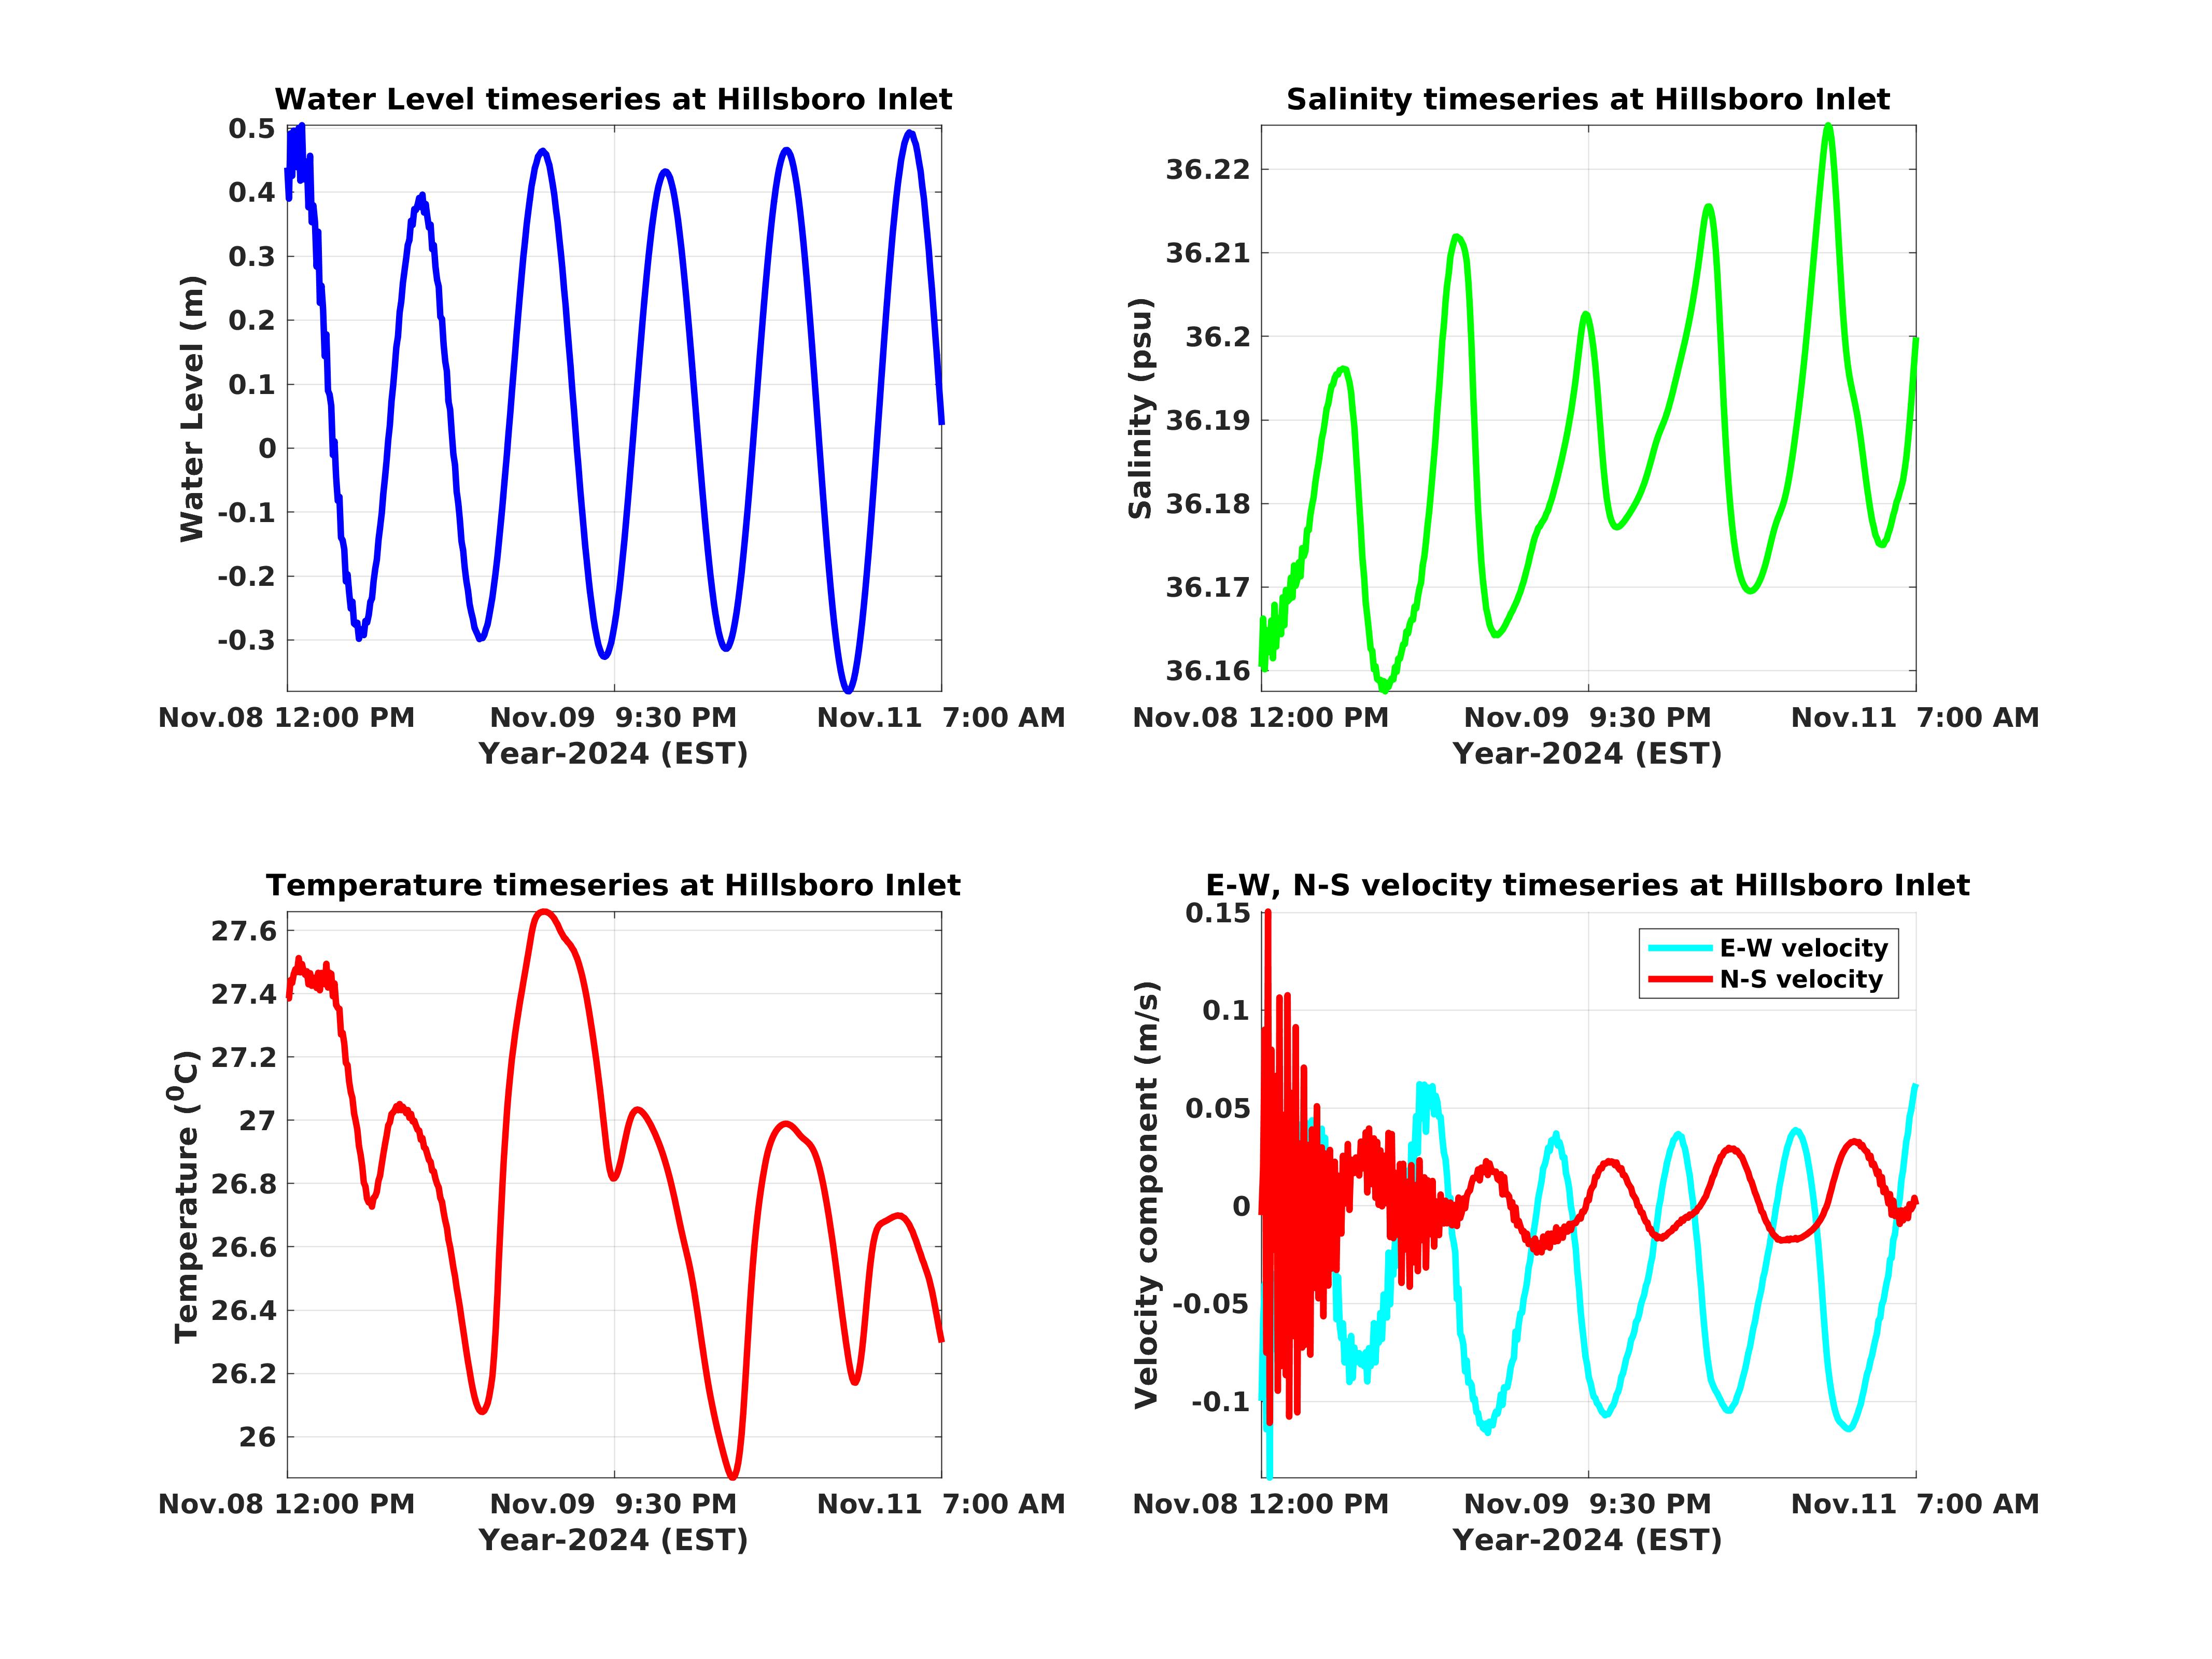 Water Level timeseries at Hillsboro Inlet
0.5
0.4
0.3
0.2
0.1
0
-0.1
-0.2
-0.3
Water Level (m)
Nov.08 12:00 PM Nov.09 9:30 PM Nov.11 7:00 AM
Year-2024 (EST)
Salinity timeseries at Hillsboro Inlet
36.22
36.21
36.2
36.19
36.18
36.17
36.16
Salinity (psu)
Nov.08 12:00 PM Nov.09 9:30 PM Nov.11 7:00 AM
Year-2024 (EST)
Temperature timeseries at Hillsboro Inlet
27.6
27.4
27.2
27
26.8
26.6
26.4
26.2
26
Temperature (⁰C)
Nov.08 12:00 PM Nov.09 9:30 PM Nov.11 7:00 AM
Year-2024 (EST)
E-W, N-S velocity timeseries at Hillsboro Inlet
0.15
0.1
0.05
0
-0.05
-0.1
Velocity component (m/s)
E-W velocity
N-S velocity
Nov.08 12:00 PM Nov.09 9:30 PM Nov.11 7:00 AM
Year-2024 (EST)